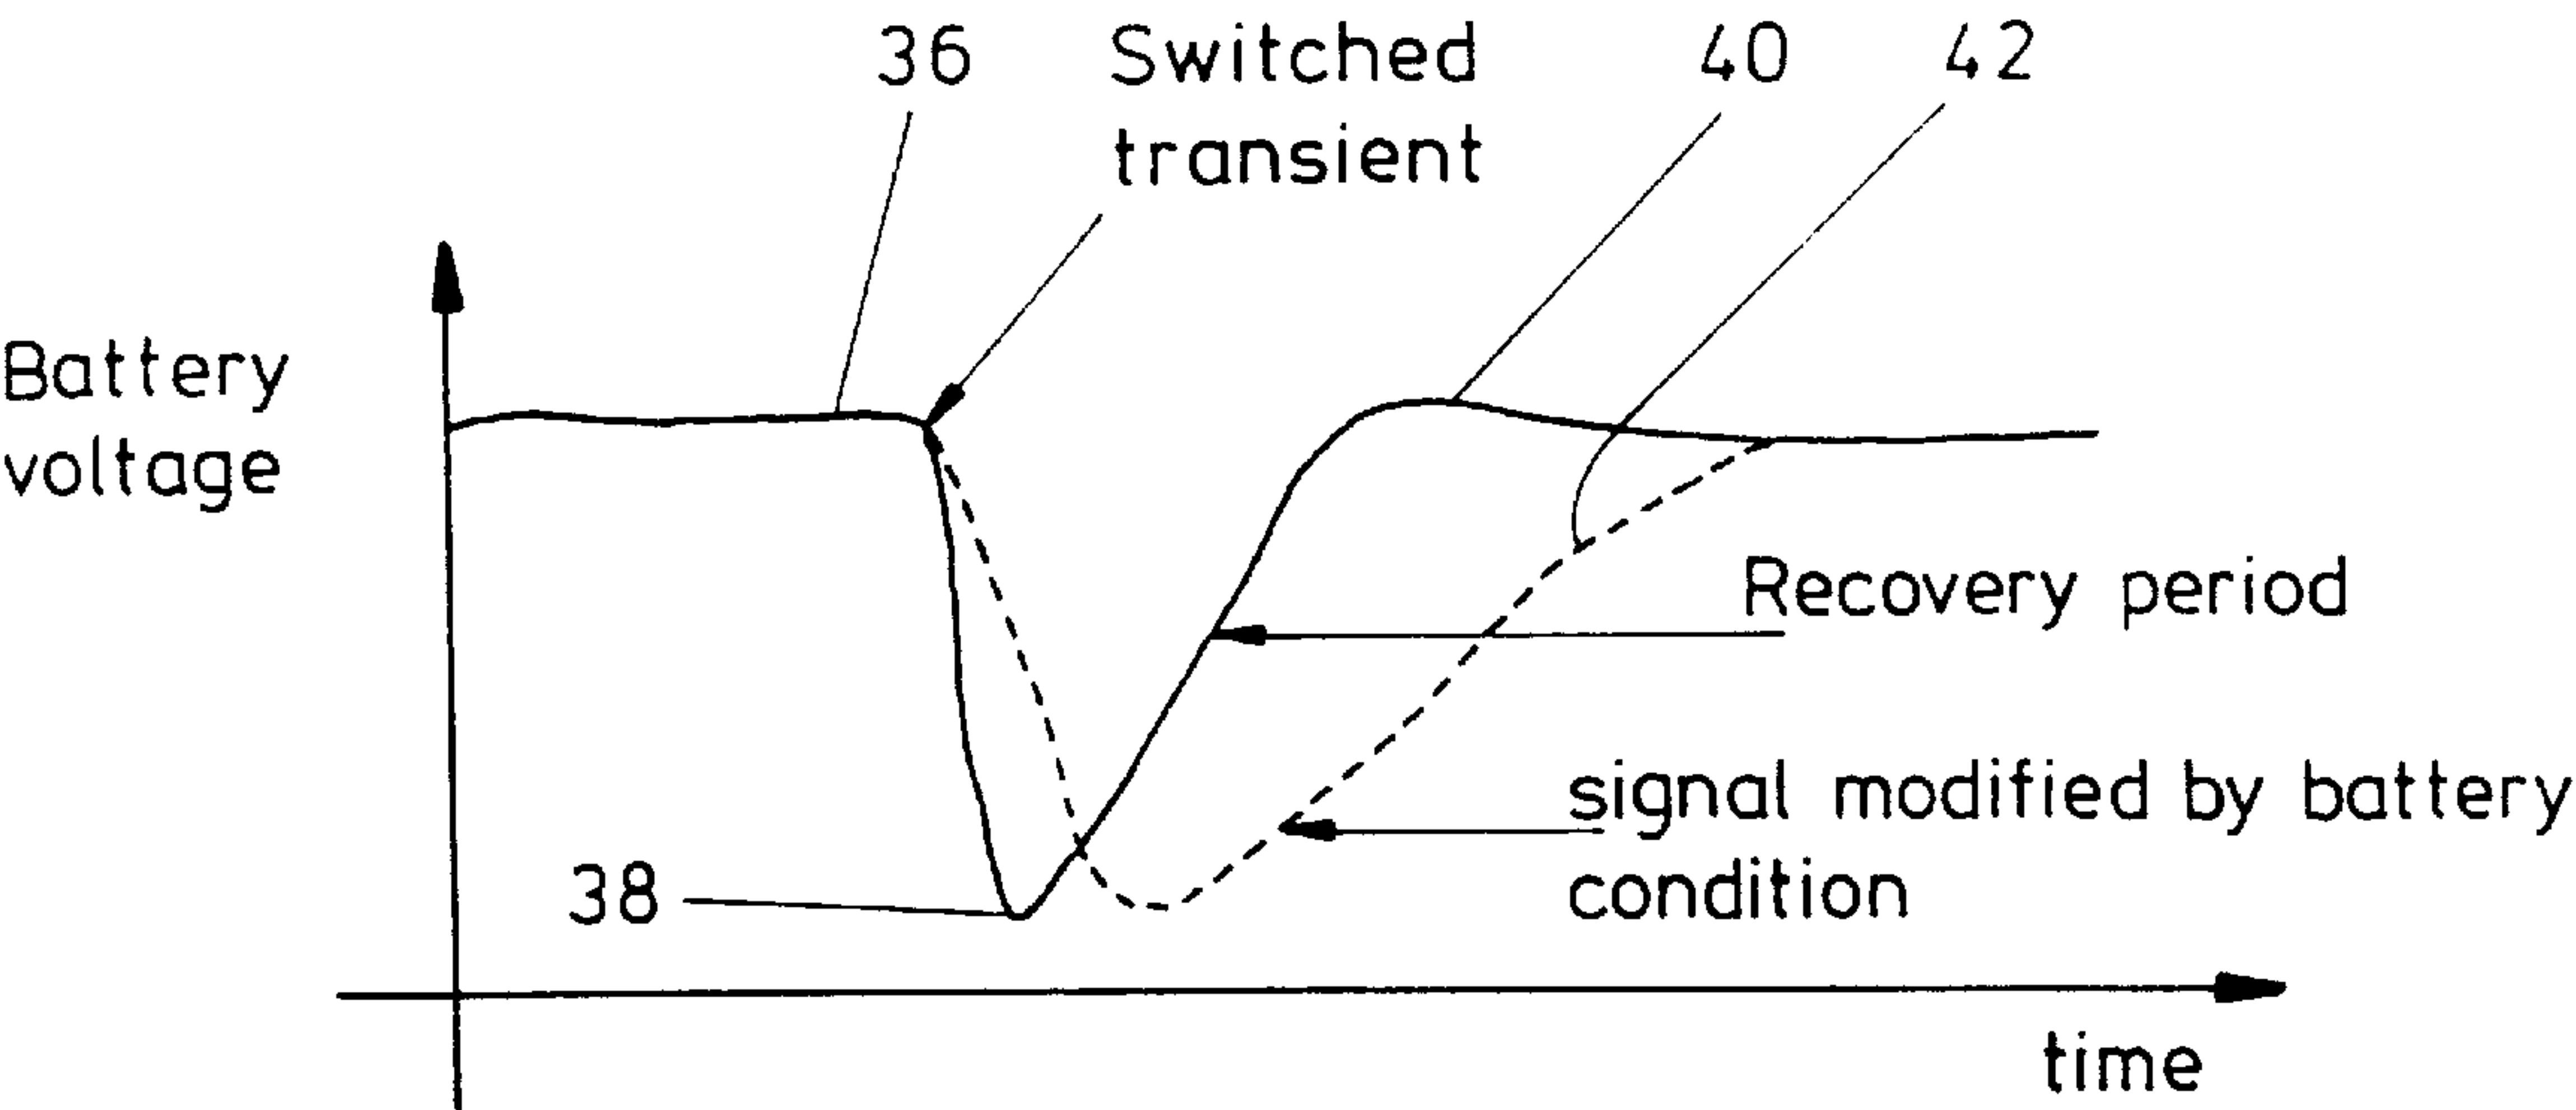 36
Switched
transient
40
42
Battery
voltage
Recovery period
signal modified by battery
condition
38
time